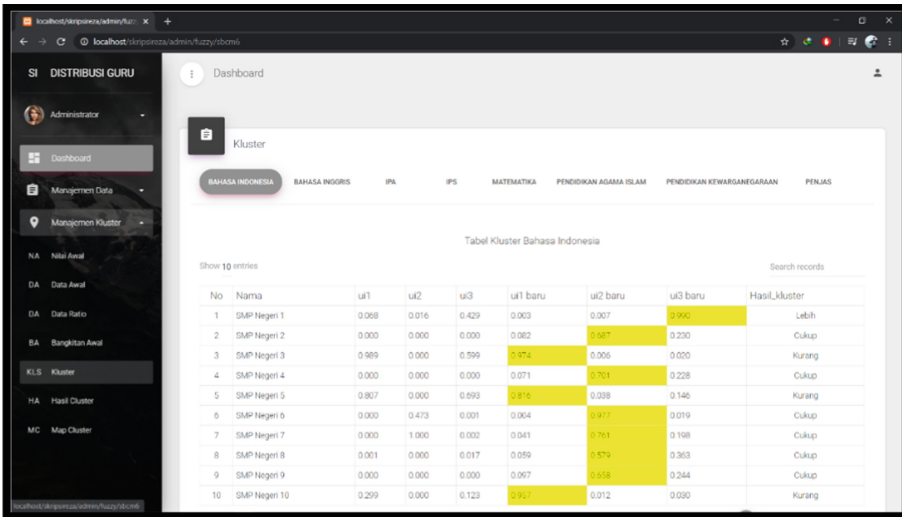 localhost/skripsireza/admin/fuzz
localhost/skripsireza/admin/fuzzy/sbcm6
SI DISTRIBUSI GURU
Dashboard
Administrator
Dashboard
Manajemen Data
Manajemen Kluster
NA Nilai Awal
DA Data Awal
DA Data Ratio
BA Bangkitan Awal
KLS Kluster
HA Hasil Cluster
MC Map Cluster
localhost/skripsireza/admin/fuzzy/sbcm6
Kluster
BAHASA INDONESIA BAHASA INGGRIS IPA IPS MATEMATIKA PENDIDIKAN AGAMA ISLAM PENDIDIKAN KEWARGANEGARAAN PENJAS
Tabel Kluster Bahasa Indonesia
Show 10 entries Search records
No Nama ui1 ui2 ui3 ui1 baru ui2 baru ui3 baru Hasil_kluster
1 SMP Negeri 1 0.068 0.016 0.429 0.003 0.007 0.990 Lebih
2 SMP Negeri 2 0.000 0.000 0.000 0.082 0.687 0.230 Cukup
3 SMP Negeri 3 0.989 0.000 0.599 0.974 0.006 0.020 Kurang
4 SMP Negeri 4 0.000 0.000 0.000 0.071 0.701 0.228 Cukup
5 SMP Negeri 5 0.807 0.000 0.693 0.816 0.038 0.146 Kurang
6 SMP Negeri 6 0.000 0.473 0.001 0.004 0.977 0.019 Cukup
7 SMP Negeri 7 0.000 1.000 0.002 0.041 0.761 0.198 Cukup
8 SMP Negeri 8 0.001 0.000 0.017 0.059 0.579 0.363 Cukup
9 SMP Negeri 9 0.000 0.000 0.000 0.097 0.658 0.244 Cukup
10 SMP Negeri 10 0.299 0.000 0.123 0.957 0.012 0.030 Kurang